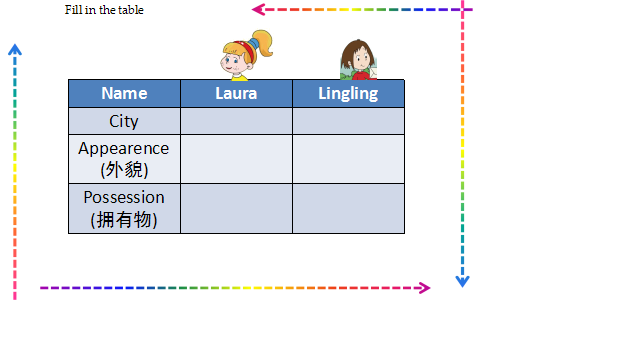 Fill in the table
Name Laura Lingling
City
Appearence
(外貌)
Possession
(拥有物)